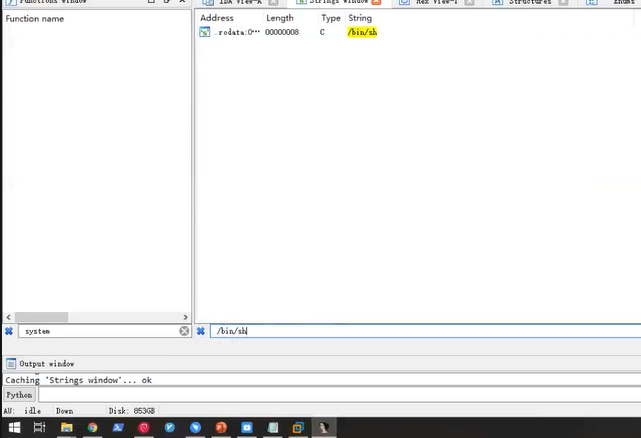 Functions window
IDA View-A
Strings window
Hex View-1
Structures
Enums
Function name
Address Length Type C String
.rodata:0… 00000008 C /bin/sh
system
/bin/sh
Output window
Caching 'Strings window'... ok
Python
AU: idle Down Disk: 853GB